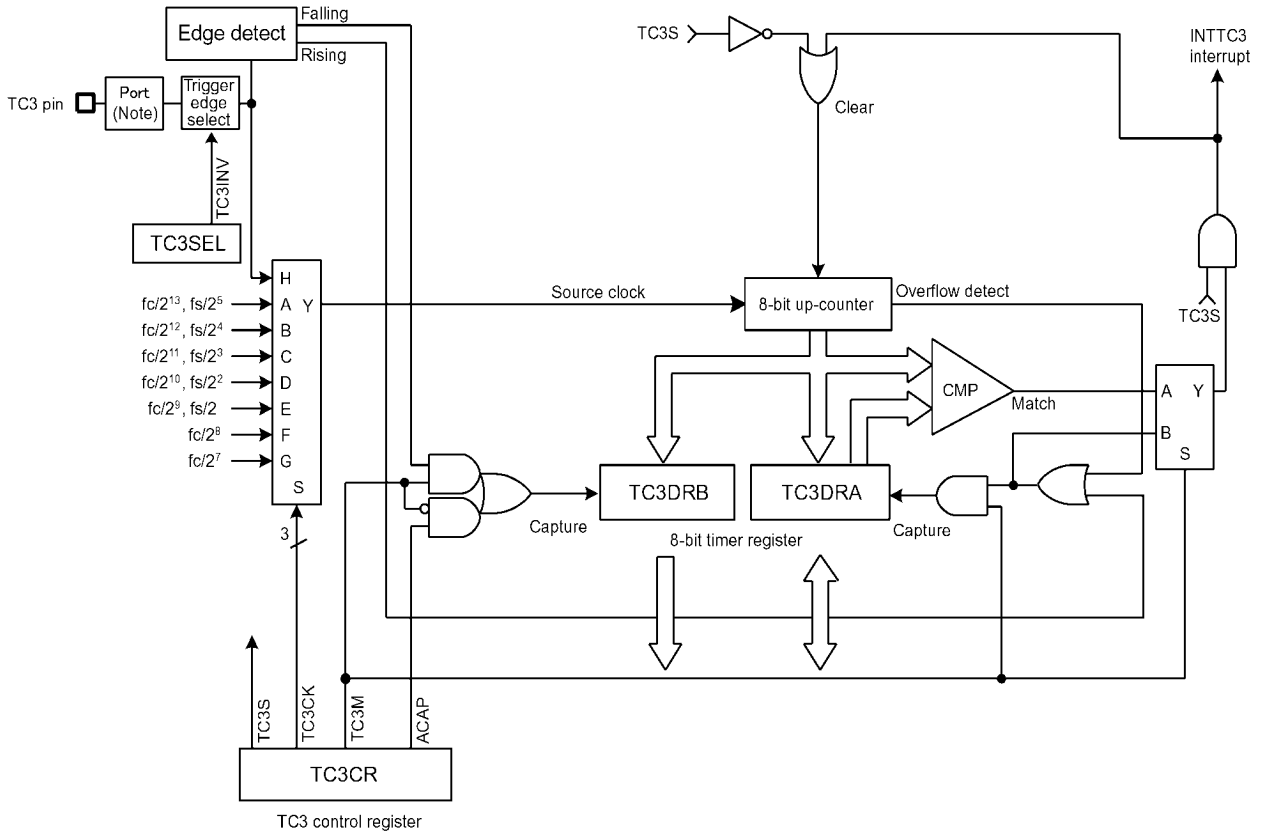 Falling
Edge detect
Rising
TC3S
INTTC3
interrupt
TC3 pin
Port
(Note)
Trigger
edge
select
Clear
TC3INV
TC3SEL
TC3S
H
A
B
C
D
E
F
G
Y
S
fc/2¹³, fs/2⁵
fc/2¹², fs/2⁴
fc/2¹¹, fs/2³
fc/2¹⁰, fs/2²
fc/2⁹, fs/2
fc/2⁸
fc/2⁷
Source clock
8-bit up-counter
Overflow detect
CMP
Match
A
Y
B
S
3
Capture
TC3DRB
TC3DRA
Capture
8-bit timer register
TC3S
TC3CK
TC3M
ACAP
TC3CR
TC3 control register